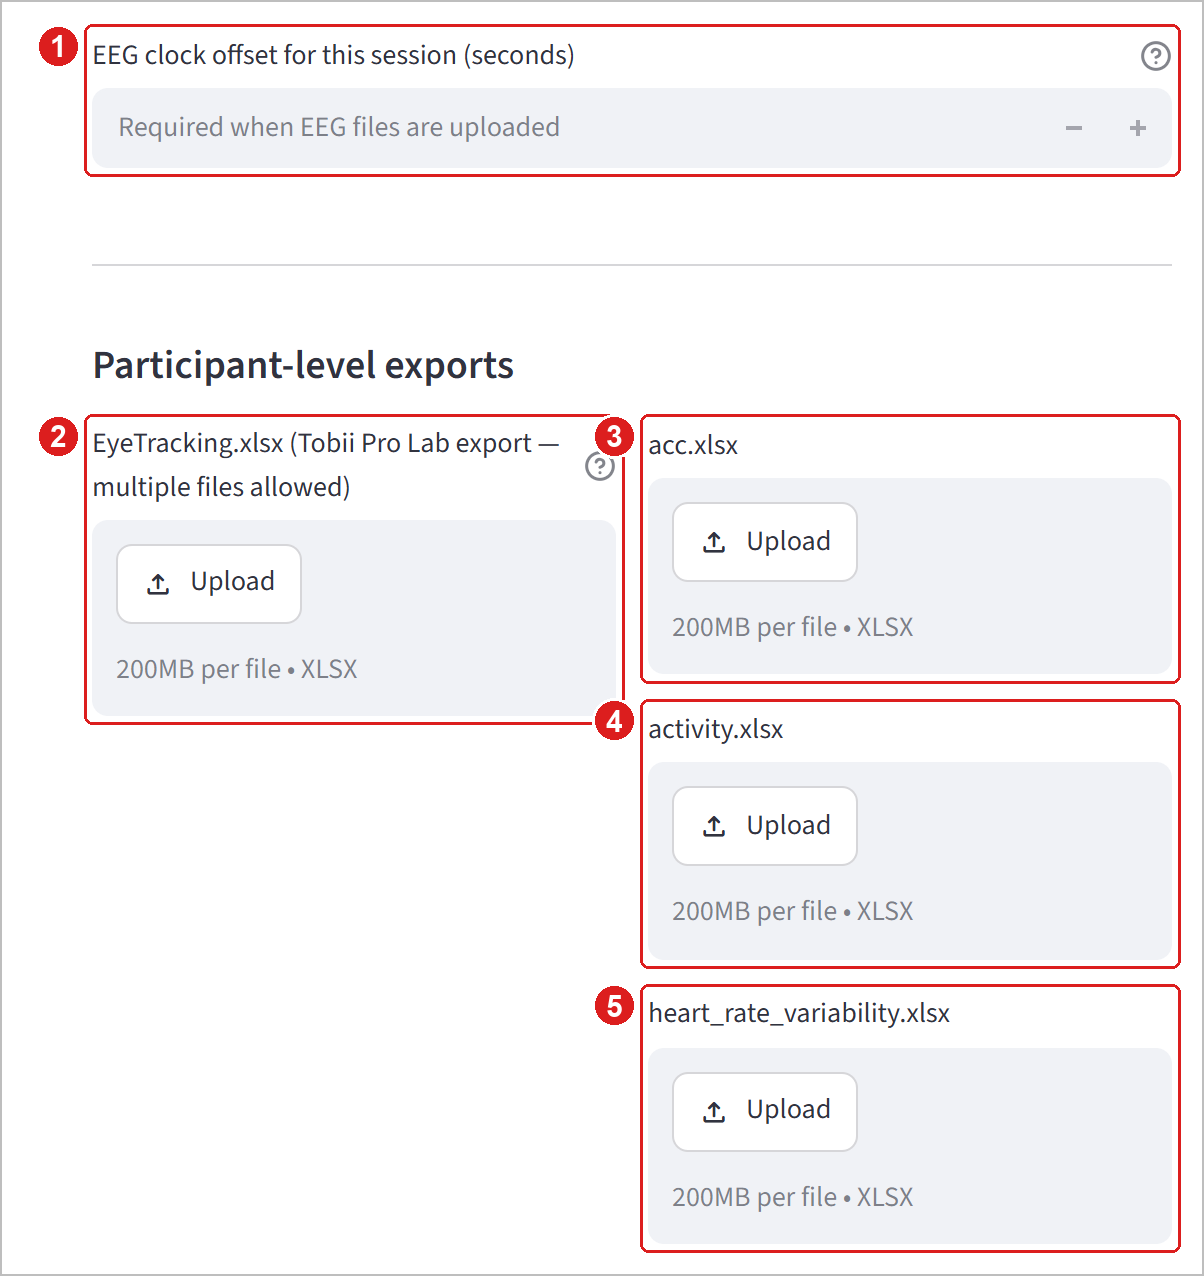 1 EEG clock offset for this session (seconds) ?
Required when EEG files are uploaded − +
Participant-level exports
2 EyeTracking.xlsx (Tobii Pro Lab export —
multiple files allowed) ?
Upload
200MB per file • XLSX
3 acc.xlsx
Upload
200MB per file • XLSX
4 activity.xlsx
Upload
200MB per file • XLSX
5 heart_rate_variability.xlsx
Upload
200MB per file • XLSX